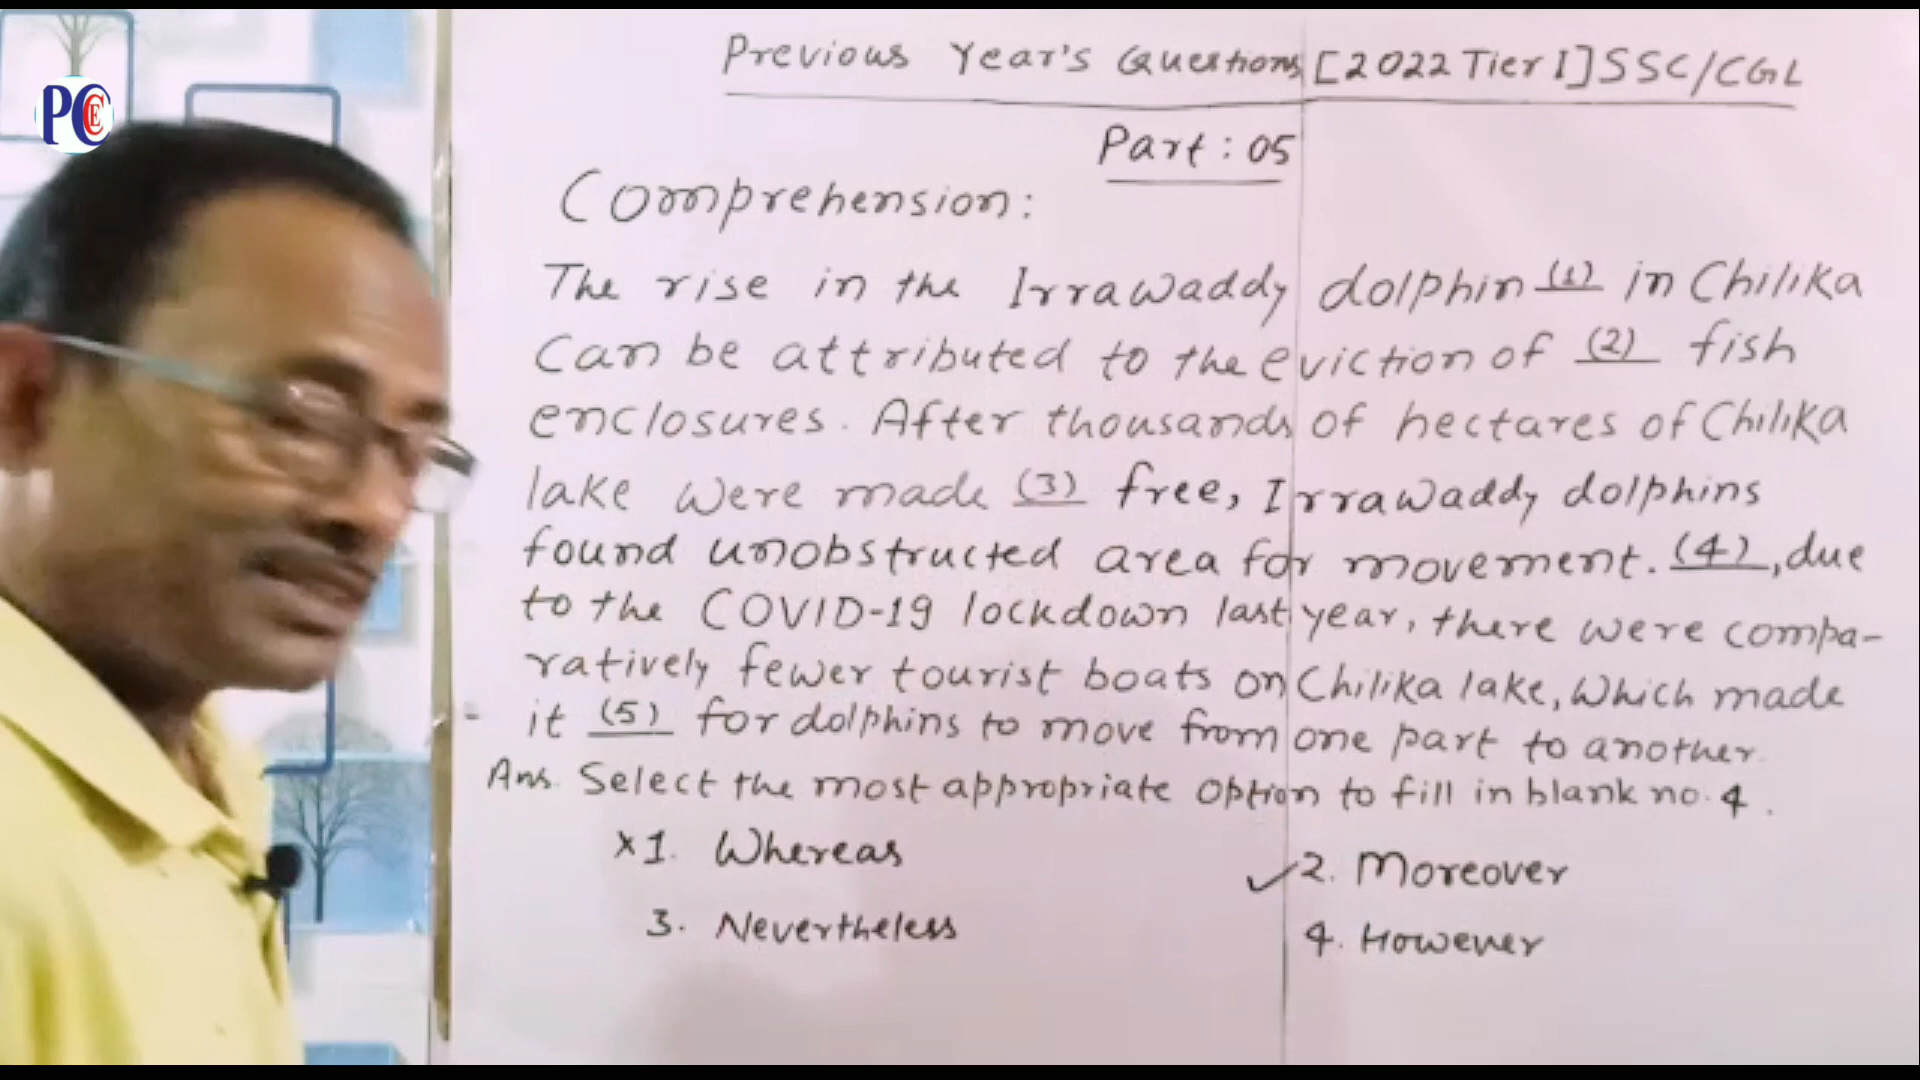 PCCE
Previous Year's Questions [2022 Tier I] SSC/CGL
Part : 05
Comprehension:
The rise in the Irrawaddy dolphin (1) in Chilika
Can be attributed to the eviction of (2) fish
enclosures. After thousands of hectares of Chilika
lake were made (3) free, Irrawaddy dolphins
found unobstructed area for movement. (4), due
to the COVID-19 lockdown last year, there were compa-
ratively fewer tourist boats on Chilika lake, which made
it (5) for dolphins to move from one part to another.
Ans. Select the most appropriate option to fill in blank no. 4.
×1. Whereas
✓2. Moreover
3. Nevertheless
4. However